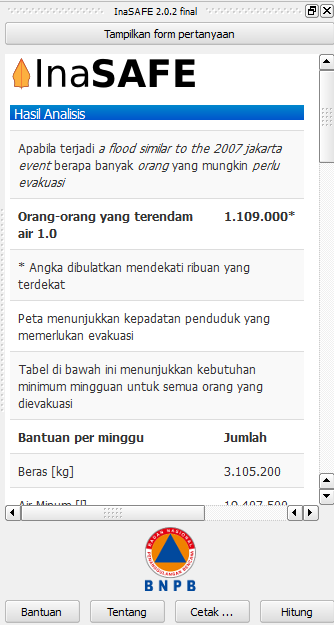 InaSAFE 2.0.2 final
Tampilkan form pertanyaan
InaSAFE
Hasil Analisis
Apabila terjadi a flood similar to the 2007 jakarta
event berapa banyak orang yang mungkin perlu
evakuasi
Orang-orang yang terendam 1.109.000*
air 1.0
* Angka dibulatkan mendekati ribuan yang
terdekat
Peta menunjukkan kepadatan penduduk yang
memerlukan evakuasi
Tabel di bawah ini menunjukkan kebutuhan
minimum mingguan untuk semua orang yang
dievakuasi
Bantuan per minggu Jumlah
Beras [kg] 3.105.200
Air Minum [l]
BADAN NASIONAL
PENANGGULANGAN BENCANA
BNPB
Bantuan Tentang Cetak ... Hitung